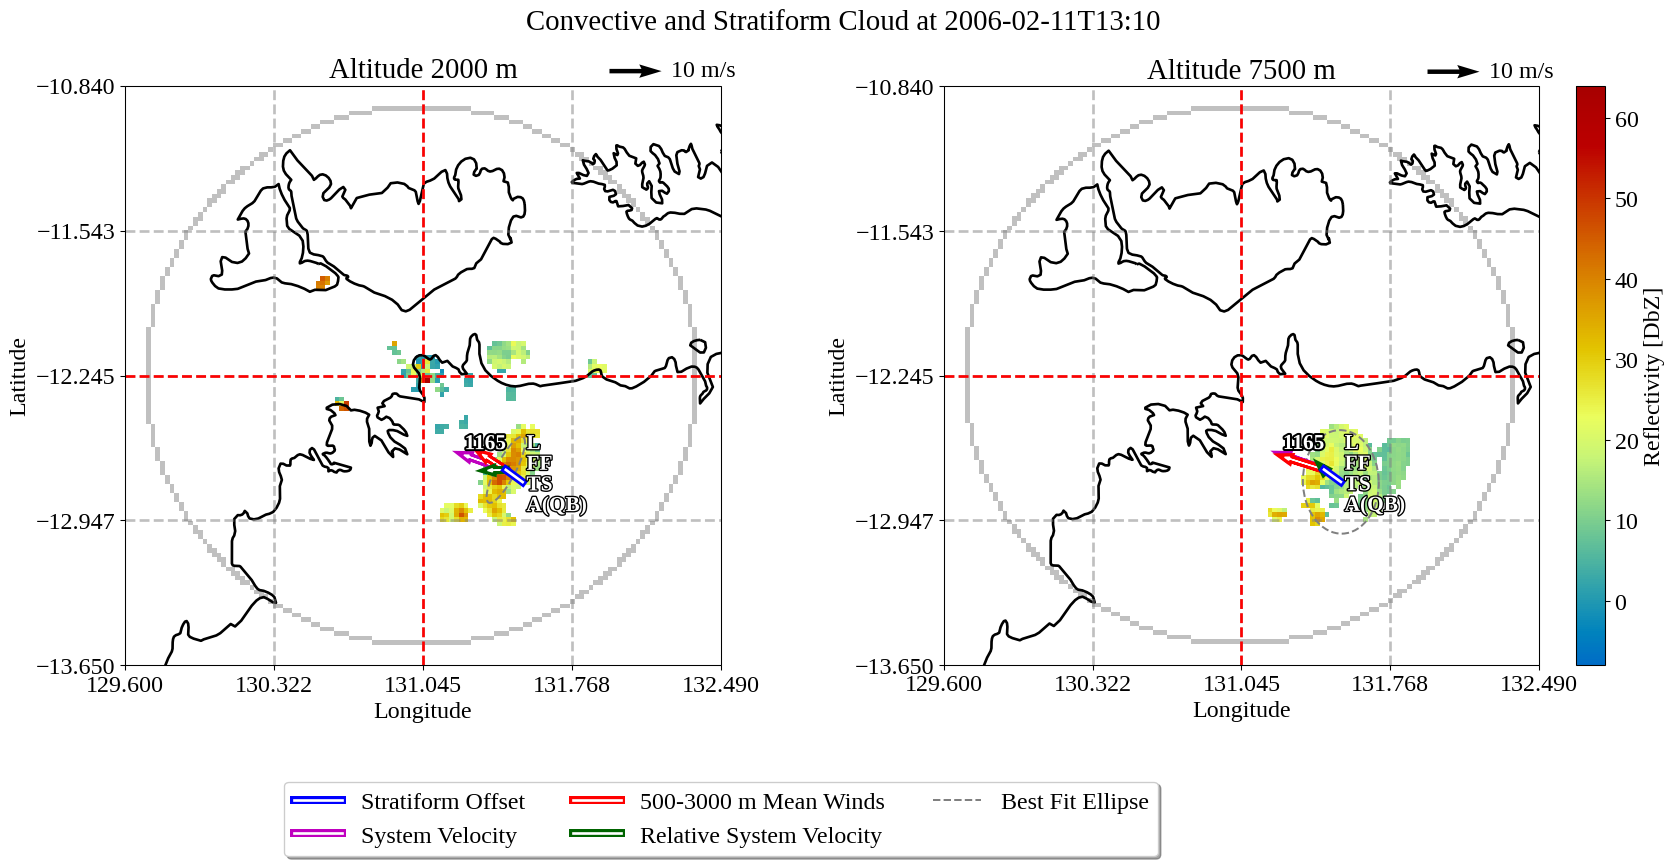 Convective and Stratiform Cloud at 2006-02-11T13:10
Altitude 2000 m
10 m/s
−10.840
−11.543
−12.245
−12.947
−13.650
Latitude
129.600 130.322 131.045 131.768 132.490
Longitude
1165
L
FF
TS
A(QB)
Altitude 7500 m
10 m/s
−10.840
−11.543
−12.245
−12.947
−13.650
Latitude
129.600 130.322 131.045 131.768 132.490
Longitude
1165
L
FF
TS
A(QB)
60
50
40
30
20
10
0
Reflectivity [DbZ]
Stratiform Offset
500-3000 m Mean Winds
Best Fit Ellipse
System Velocity
Relative System Velocity